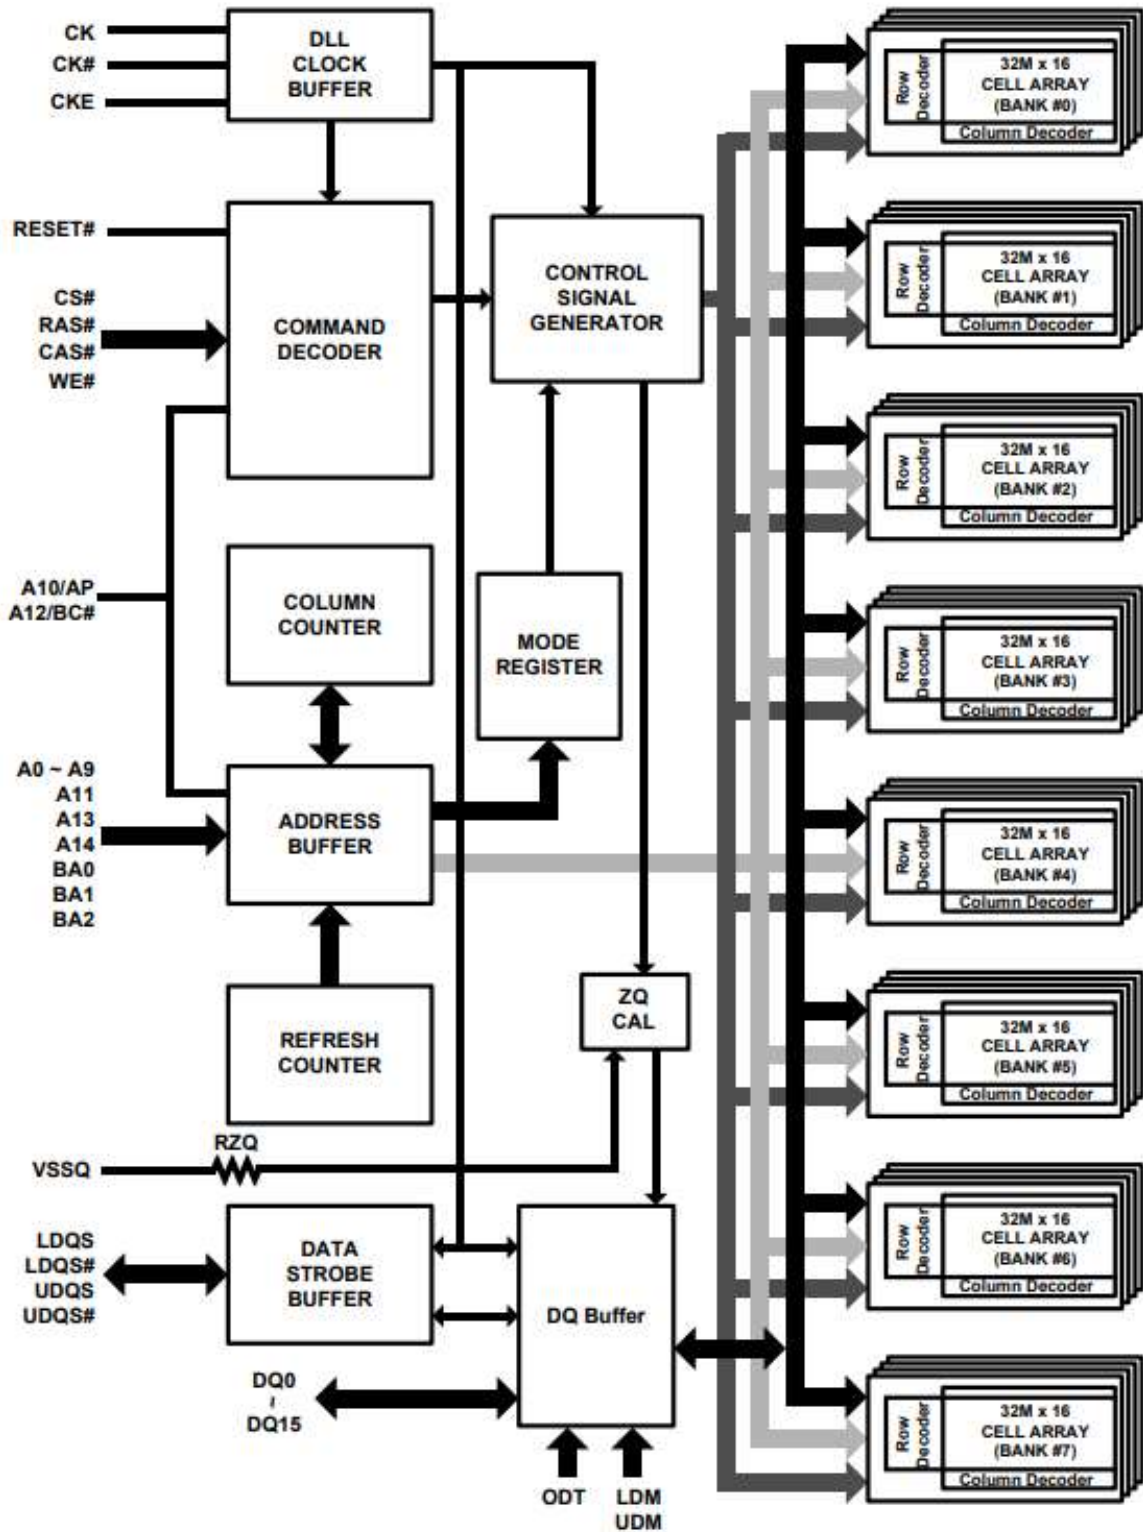 CK
CK#
CKE
DLL
CLOCK
BUFFER
RESET#
CS#
RAS#
CAS#
WE#
COMMAND
DECODER
CONTROL
SIGNAL
GENERATOR
A10/AP
A12/BC#
COLUMN
COUNTER
MODE
REGISTER
A0 ~ A9
A11
A13
A14
BA0
BA1
BA2
ADDRESS
BUFFER
REFRESH
COUNTER
ZQ
CAL
VSSQ
RZQ
LDQS
LDQS#
UDQS
UDQS#
DATA
STROBE
BUFFER
DQ Buffer
DQ0
~
DQ15
ODT
LDM
UDM
Row
Decoder
32M x 16
CELL ARRAY
(BANK #0)
Column Decoder
Row
Decoder
32M x 16
CELL ARRAY
(BANK #1)
Column Decoder
Row
Decoder
32M x 16
CELL ARRAY
(BANK #2)
Column Decoder
Row
Decoder
32M x 16
CELL ARRAY
(BANK #3)
Column Decoder
Row
Decoder
32M x 16
CELL ARRAY
(BANK #4)
Column Decoder
Row
Decoder
32M x 16
CELL ARRAY
(BANK #5)
Column Decoder
Row
Decoder
32M x 16
CELL ARRAY
(BANK #6)
Column Decoder
Row
Decoder
32M x 16
CELL ARRAY
(BANK #7)
Column Decoder